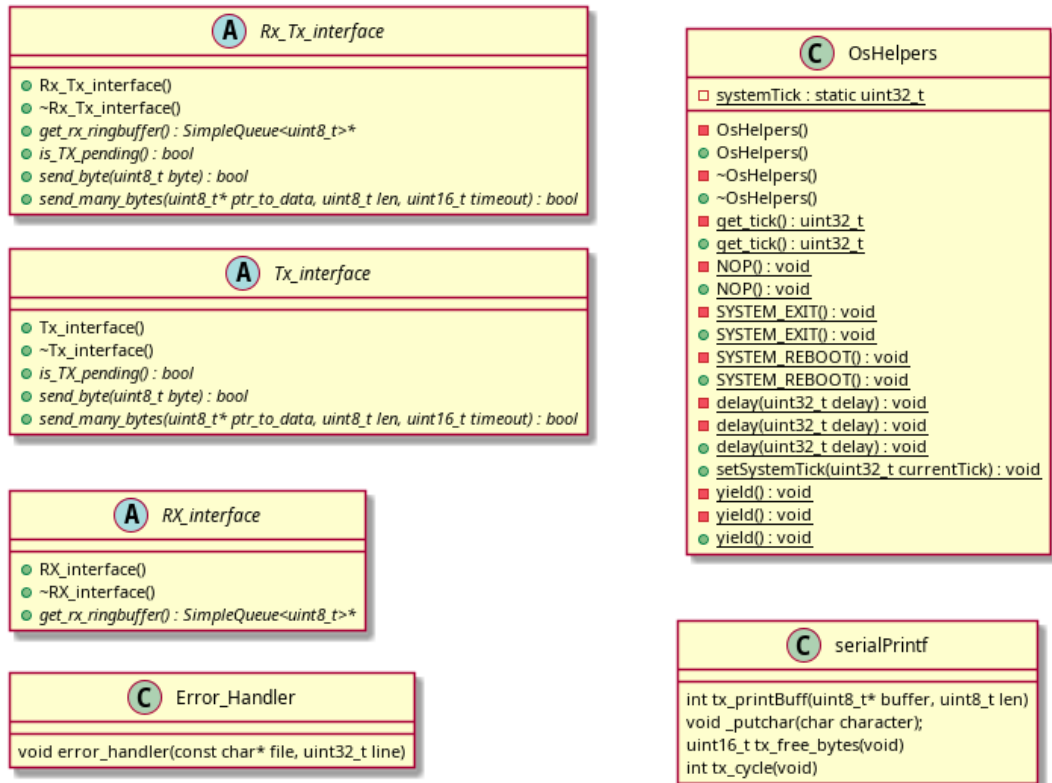 A Rx_Tx_interface
Rx_Tx_interface()
~Rx_Tx_interface()
get_rx_ringbuffer() : SimpleQueue<uint8_t>*
is_TX_pending() : bool
send_byte(uint8_t byte) : bool
send_many_bytes(uint8_t* ptr_to_data, uint8_t len, uint16_t timeout) : bool
A Tx_interface
Tx_interface()
~Tx_interface()
is_TX_pending() : bool
send_byte(uint8_t byte) : bool
send_many_bytes(uint8_t* ptr_to_data, uint8_t len, uint16_t timeout) : bool
A RX_interface
RX_interface()
~RX_interface()
get_rx_ringbuffer() : SimpleQueue<uint8_t>*
C Error_Handler
void error_handler(const char* file, uint32_t line)
C OsHelpers
systemTick : static uint32_t
OsHelpers()
OsHelpers()
~OsHelpers()
~OsHelpers()
get_tick() : uint32_t
get_tick() : uint32_t
NOP() : void
NOP() : void
SYSTEM_EXIT() : void
SYSTEM_EXIT() : void
SYSTEM_REBOOT() : void
SYSTEM_REBOOT() : void
delay(uint32_t delay) : void
delay(uint32_t delay) : void
delay(uint32_t delay) : void
setSystemTick(uint32_t currentTick) : void
yield() : void
yield() : void
yield() : void
C serialPrintf
int tx_printBuff(uint8_t* buffer, uint8_t len)
void _putchar(char character);
uint16_t tx_free_bytes(void)
int tx_cycle(void)